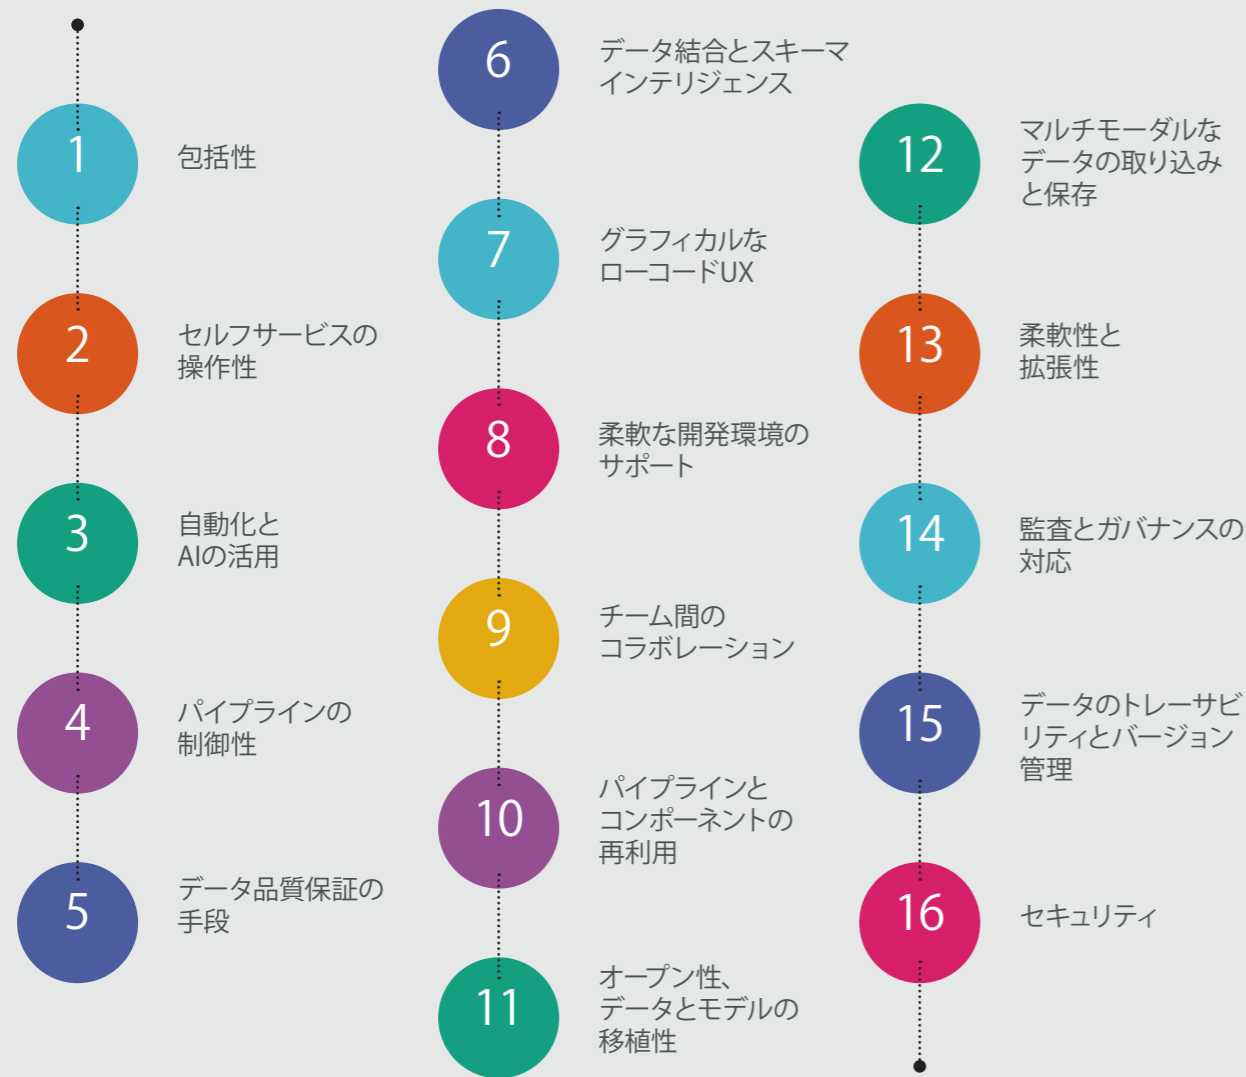 1
包括性
2
セルフサービスの
操作性
3
自動化と
AIの活用
4
パイプラインの
制御性
5
データ品質保証の
手段
6
データ結合とスキーマ
インテリジェンス
7
グラフィカルな
ローコードUX
8
柔軟な開発環境の
サポート
9
チーム間の
コラボレーション
10
パイプラインと
コンポーネントの
再利用
11
オープン性、
データとモデルの
移植性
12
マルチモーダルな
データの取り込み
と保存
13
柔軟性と
拡張性
14
監査とガバナンスの
対応
15
データのトレーサビ
リティとバージョン
管理
16
セキュリティ